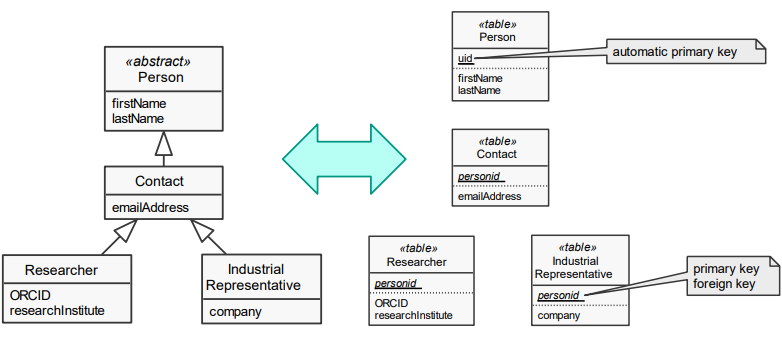 «abstract»
Person
firstName
lastName
Contact
emailAddress
Researcher
ORCID
researchInstitute
Industrial
Representative
company
«table»
Person
uid
firstName
lastName
automatic primary key
«table»
Contact
personid
emailAddress
«table»
Researcher
personid
ORCID
researchInstitute
«table»
Industrial
Representative
personid
company
primary key
foreign key